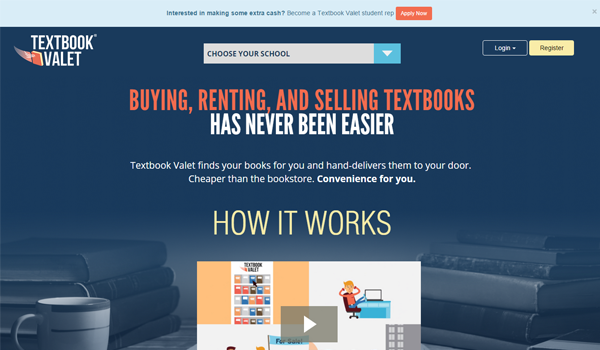 Interested in making some extra cash? Become a Textbook Valet student rep Apply Now ×
TEXTBOOK®
VALET
CHOOSE YOUR SCHOOL
Login
Register
BUYING, RENTING, AND SELLING TEXTBOOKS
HAS NEVER BEEN EASIER
Textbook Valet finds your books for you and hand-delivers them to your door.
Cheaper than the bookstore. Convenience for you.
HOW IT WORKS
TEXTBOOK
VALET
For Sale!